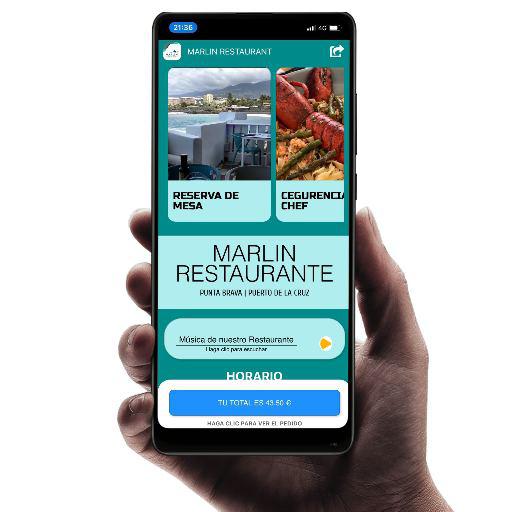 21:36
4G
MARLIN RESTAURANT
RESERVA DE
MESA
CEGURENCIA
CHEF
MARLIN
RESTAURANTE
PUNTA BRAVA | PUERTO DE LA CRUZ
Música de nuestro Restaurante
Haga clic para escuchar
HORARIO
TU TOTAL ES 43.50 €
HAGA CLIC PARA VER EL PEDIDO